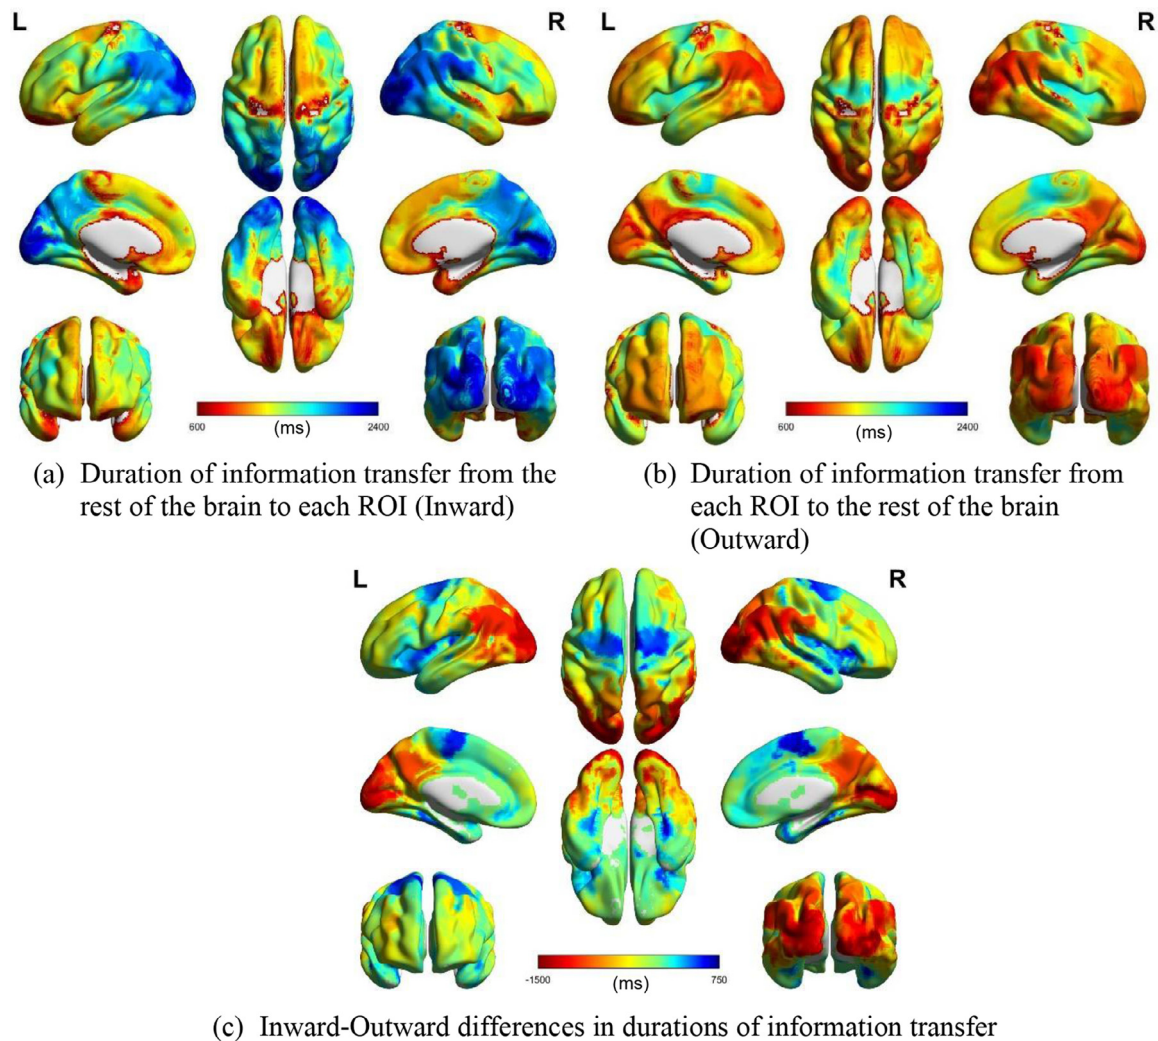 L R L R
600 (ms) 2400 600 (ms) 2400
(a) Duration of information transfer from the
rest of the brain to each ROI (Inward)
(b) Duration of information transfer from
each ROI to the rest of the brain
(Outward)
L R
-1500 (ms) 750
(c) Inward-Outward differences in durations of information transfer